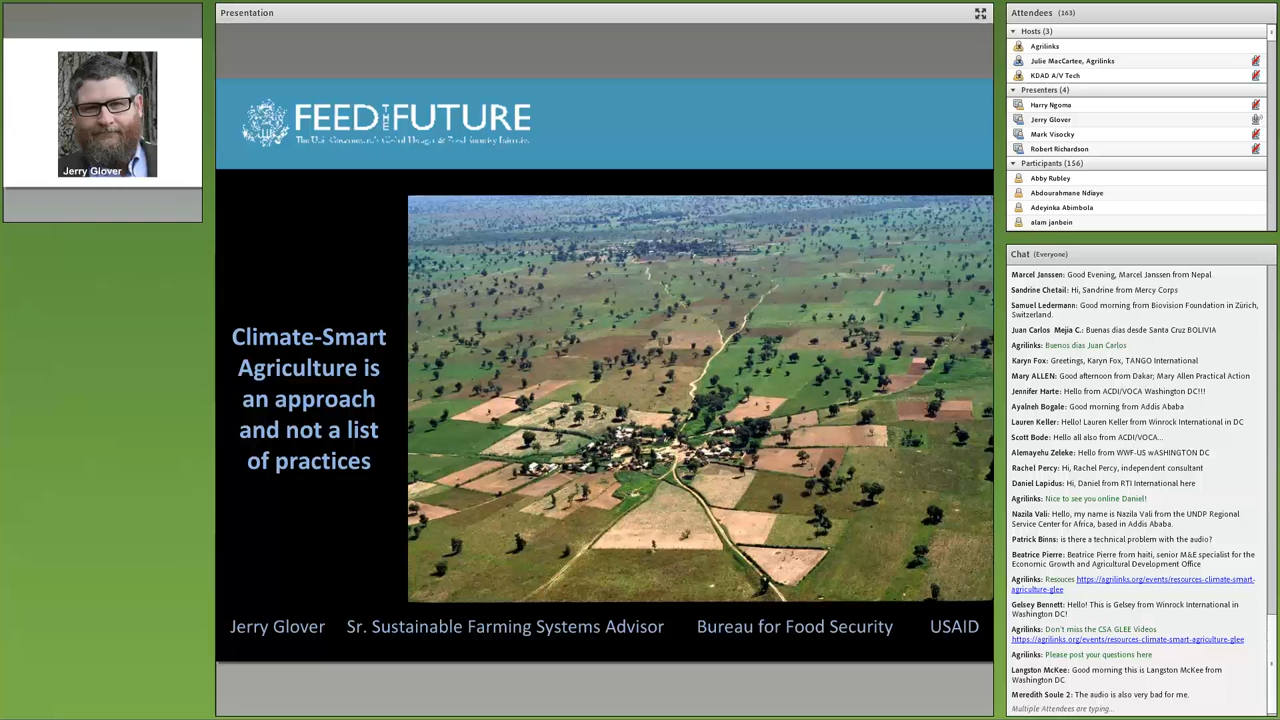 Jerry Glover
Presentation
FEED THE FUTURE
The U.S. Government's Global Hunger & Food Security Initiative
Climate-Smart
Agriculture is
an approach
and not a list
of practices
Jerry Glover Sr. Sustainable Farming Systems Advisor Bureau for Food Security USAID
Attendees (163)
Hosts (3)
Agrilinks
Julie MacCartee, Agrilinks
KDAD A/V Tech
Presenters (4)
Harry Ngoma
Jerry Glover
Mark Visocky
Robert Richardson
Participants (156)
Abby Rubley
Abdourahmane Ndiaye
Adeyinka Abimbola
alam janbein
Chat (Everyone)
Marcel Janssen: Good Evening, Marcel Janssen from Nepal
Sandrine Chetail: Hi, Sandrine from Mercy Corps
Samuel Ledermann: Good morning from Biovision Foundation in Zürich,
Switzerland.
Juan Carlos Mejia C.: Buenas dias desde Santa Cruz BOLIVIA
Agrilinks: Buenos dias Juan Carlos
Karyn Fox: Greetings, Karyn Fox, TANGO International
Mary ALLEN: Good afternoon from Dakar; Mary Allen Practical Action
Jennifer Harte: Hello from ACDI/VOCA Washington DC!!!
Ayalneh Bogale: Good morning from Addis Ababa
Lauren Keller: Hello! Lauren Keller from Winrock International in DC
Scott Bode: Hello all also from ACDI/VOCA...
Alemayehu Zeleke: Hello from WWF-US wASHINGTON DC
Rachel Percy: Hi, Rachel Percy, independent consultant
Daniel Lapidus: Hi, Daniel from RTI International here
Agrilinks: Nice to see you online Daniel!
Nazila Vali: Hello, my name is Nazila Vali from the UNDP Regional
Service Center for Africa, based in Addis Ababa.
Patrick Binns: is there a technical problem with the audio?
Beatrice Pierre: Beatrice Pierre from haiti, senior M&E specialist for the
Economic Growth and Agricultural Development Office
Agrilinks: Resouces https://agrilinks.org/events/resources-climate-smart-
agriculture-glee
Gelsey Bennett: Hello! This is Gelsey from Winrock International in
Washington DC!
Agrilinks: Don't miss the CSA GLEE Videos
https://agrilinks.org/events/resources-climate-smart-agriculture-glee
Agrilinks: Please post your questions here
Langston McKee: Good morning this is Langston McKee from
Washington DC.
Meredith Soule 2: The audio is also very bad for me.
Multiple Attendees are typing...